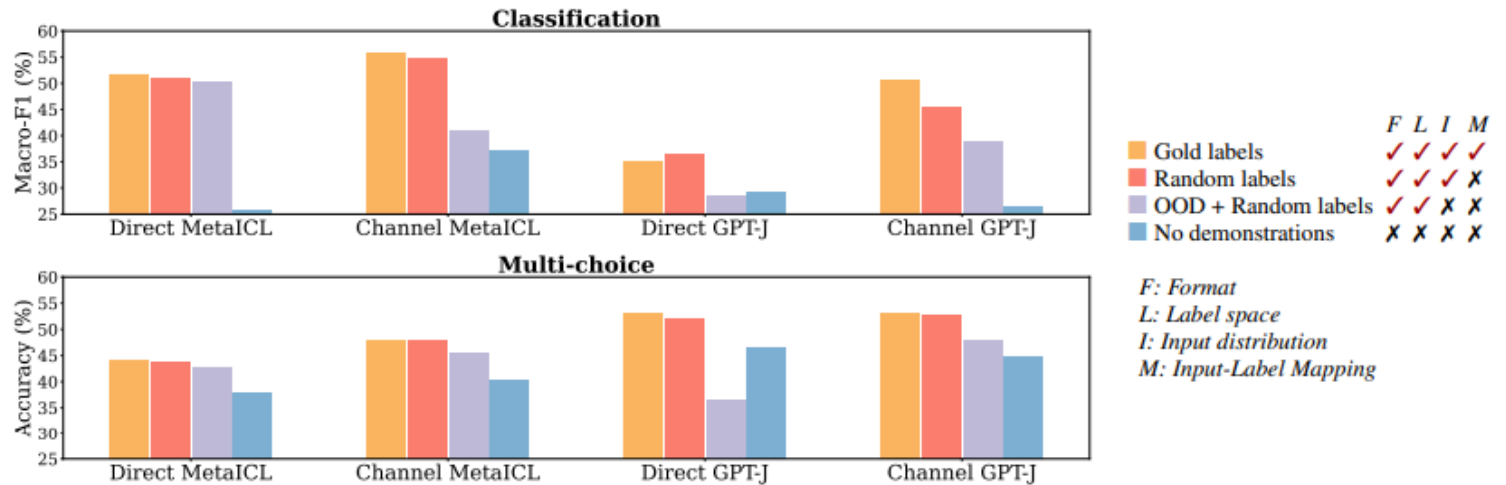 Classification
Macro-F1 (%)
60
55
50
45
40
35
30
25
Direct MetaICL
Channel MetaICL
Direct GPT-J
Channel GPT-J
Multi-choice
Accuracy (%)
60
55
50
45
40
35
30
25
Direct MetaICL
Channel MetaICL
Direct GPT-J
Channel GPT-J
F L I M
Gold labels ✓ ✓ ✓ ✓
Random labels ✓ ✓ ✓ ✗
OOD + Random labels ✓ ✓ ✗ ✗
No demonstrations ✗ ✗ ✗ ✗
F: Format
L: Label space
I: Input distribution
M: Input-Label Mapping